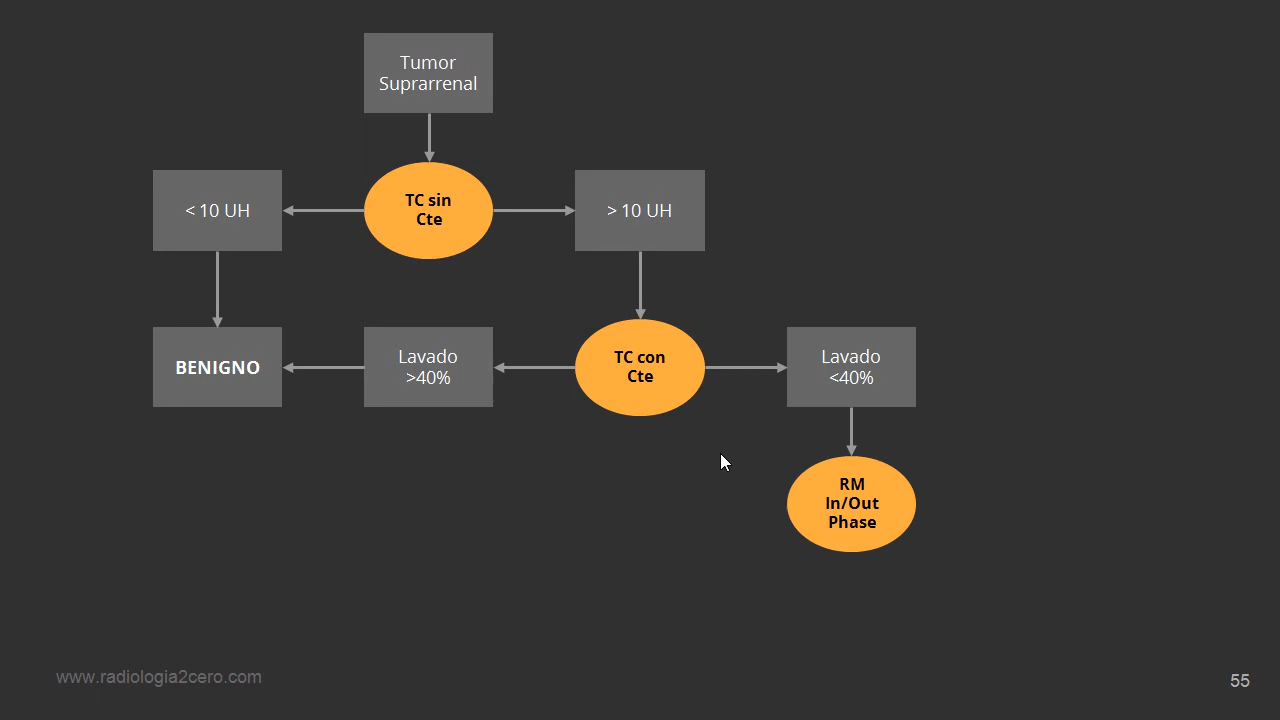 Tumor
Suprarrenal
< 10 UH
TC sin
Cte
> 10 UH
BENIGNO
Lavado
>40%
TC con
Cte
Lavado
<40%
RM
In/Out
Phase
www.radiologia2cero.com
55